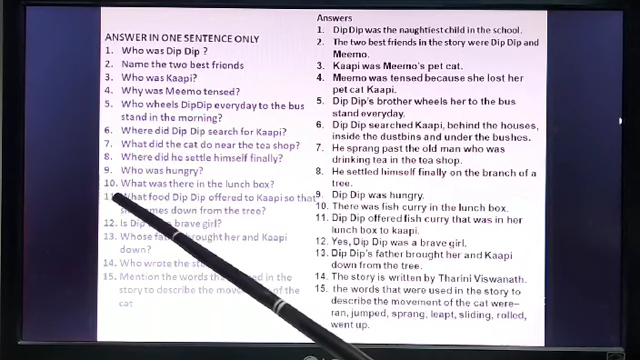 ANSWER IN ONE SENTENCE ONLY
1. Who was Dip Dip ?
2. Name the two best friends
3. Who was Kaapi?
4. Why was Meemo tensed?
5. Who wheels DipDip everyday to the bus
stand in the morning?
6. Where did Dip Dip search for Kaapi?
7. What did the cat do near the tea shop?
8. Where did he settle himself finally?
9. Who was hungry?
10. What was there in the lunch box?
11. What food Dip Dip offered to Kaapi so that
comes down from the tree?
12. Is Dip a brave girl?
13. Whose brought her and Kaapi
down?
14. Who wrote the
15. Mention the words in the
story to describe the of the
cat
Answers
1. DipDip was the naughtiest child in the school.
2. The two best friends in the story were Dip Dip and
Meemo.
3. Kaapi was Meemo's pet cat.
4. Meemo was tensed because she lost her
pet cat Kaapi.
5. Dip Dip's brother wheels her to the bus
stand everyday.
6. Dip Dip searched Kaapi, behind the houses,
inside the dustbins and under the bushes.
7. He sprang past the old man who was
drinking tea in the tea shop.
8. He settled himself finally on the branch of a
tree.
9. Dip Dip was hungry.
10. There was fish curry in the lunch box.
11. Dip Dip offered fish curry that was in her
lunch box to kaapi.
12. Yes, Dip Dip was a brave girl.
13. Dip Dip's father brought her and Kaapi
down from the tree.
14. The story is written by Tharini Viswanath.
15. the words that were used in the story to
describe the movement of the cat were–
ran, jumped, sprang, leapt, sliding, rolled,
went up.